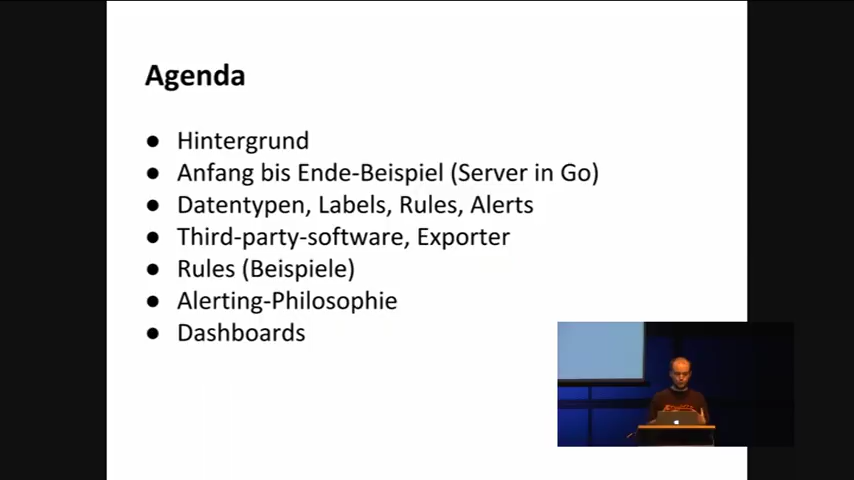 Agenda
● Hintergrund
● Anfang bis Ende-Beispiel (Server in Go)
● Datentypen, Labels, Rules, Alerts
● Third-party-software, Exporter
● Rules (Beispiele)
● Alerting-Philosophie
● Dashboards